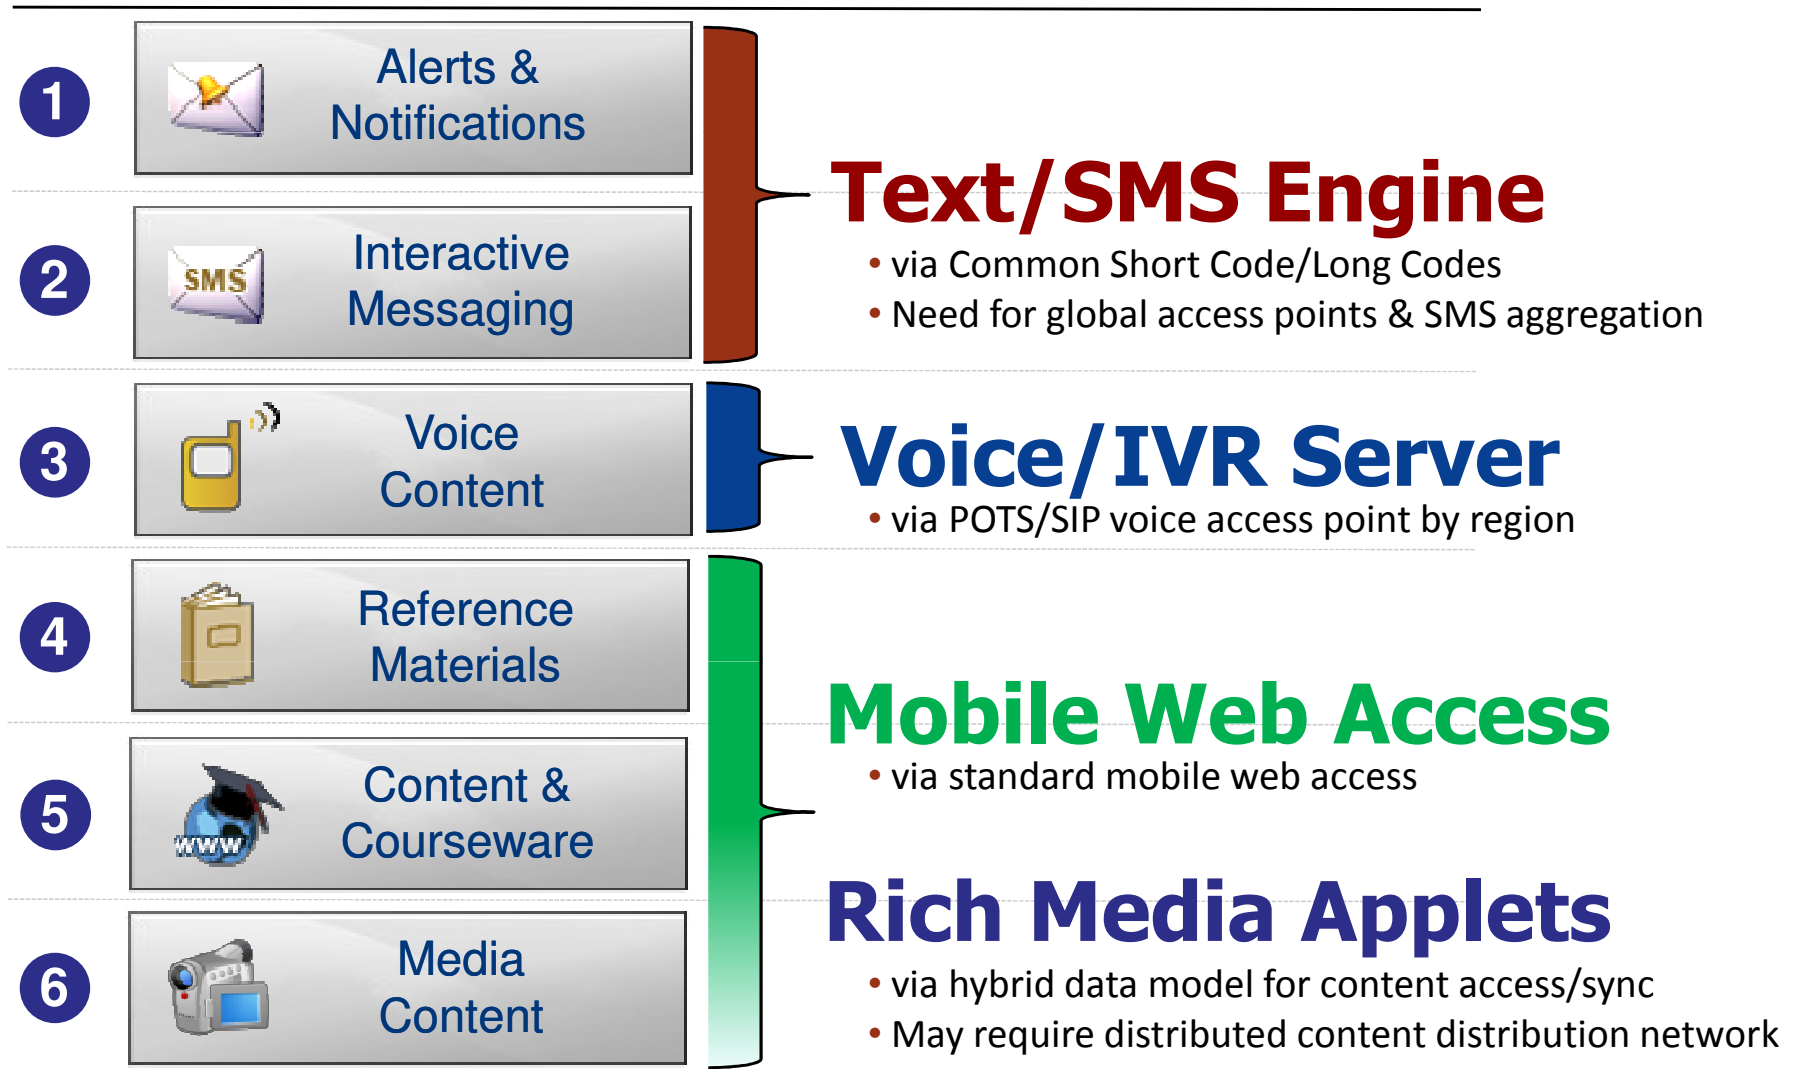 1
Alerts &
Notifications
2
SMS
Interactive
Messaging
Text/SMS Engine
• via Common Short Code/Long Codes
• Need for global access points & SMS aggregation
3
Voice
Content
Voice/IVR Server
• via POTS/SIP voice access point by region
4
Reference
Materials
5
www
Content &
Courseware
Mobile Web Access
• via standard mobile web access
6
Media
Content
Rich Media Applets
• via hybrid data model for content access/sync
• May require distributed content distribution network